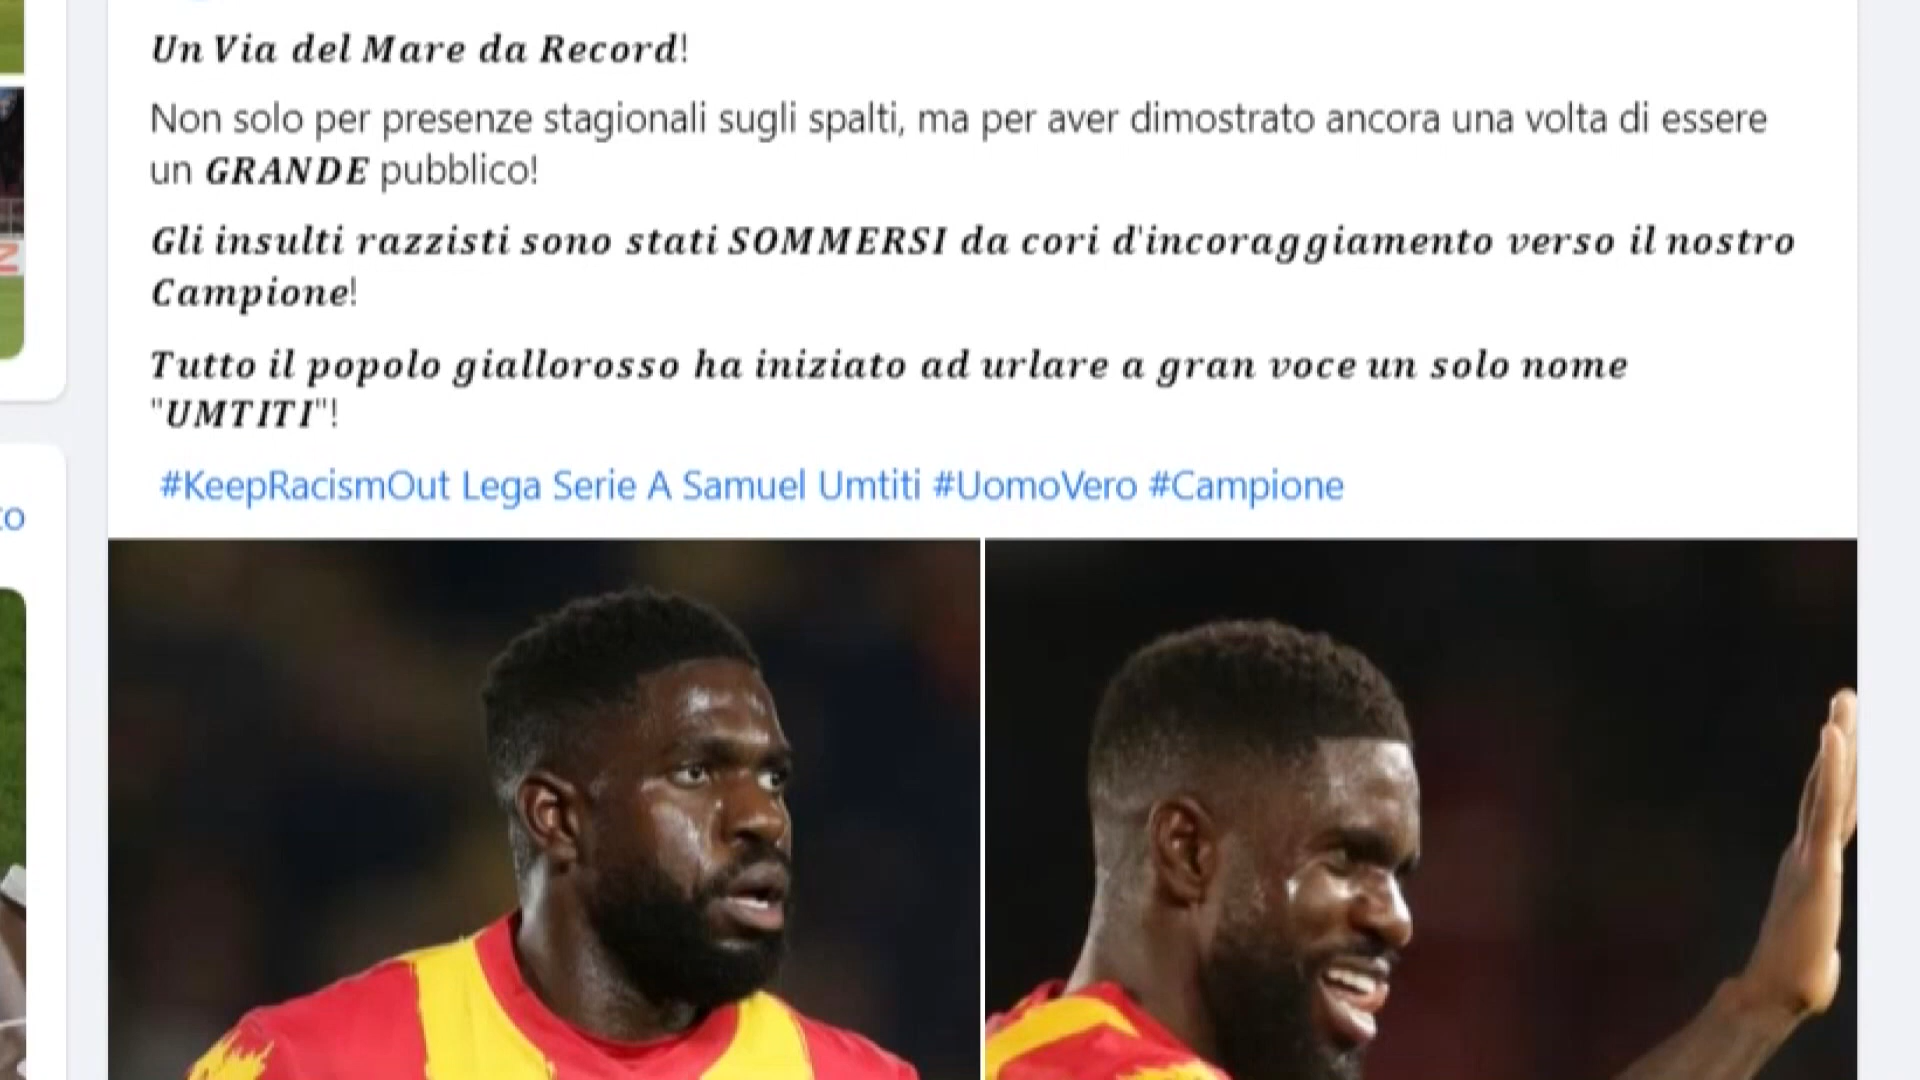 Un Via del Mare da Record!
Non solo per presenze stagionali sugli spalti, ma per aver dimostrato ancora una volta di essere
un GRANDE pubblico!
Gli insulti razzisti sono stati SOMMERSI da cori d'incoraggiamento verso il nostro
Campione!
Tutto il popolo giallorosso ha iniziato ad urlare a gran voce un solo nome
"UMTITI"!
#KeepRacismOut Lega Serie A Samuel Umtiti #UomoVero #Campione